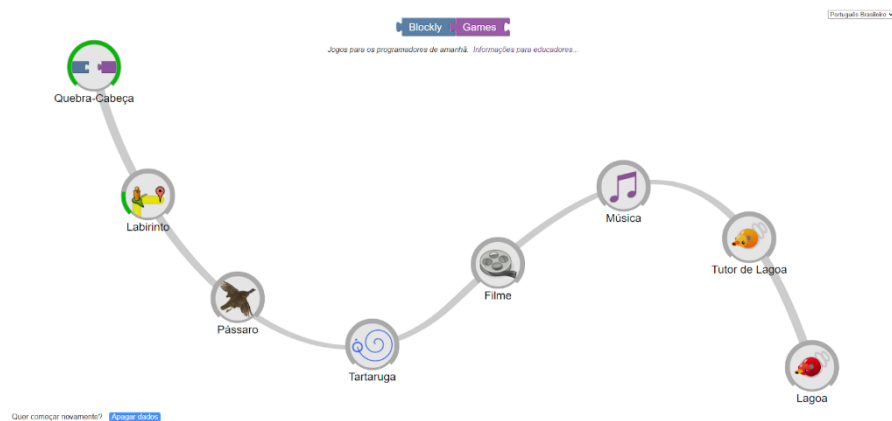 Português Brasileiro
Blockly Games
Jogos para os programadores de amanhã. Informações para educadores...
Quebra-Cabeça
Labirinto
Pássaro
Tartaruga
Filme
Música
Tutor de Lagoa
Lagoa
Quer começar novamente? Apagar dados